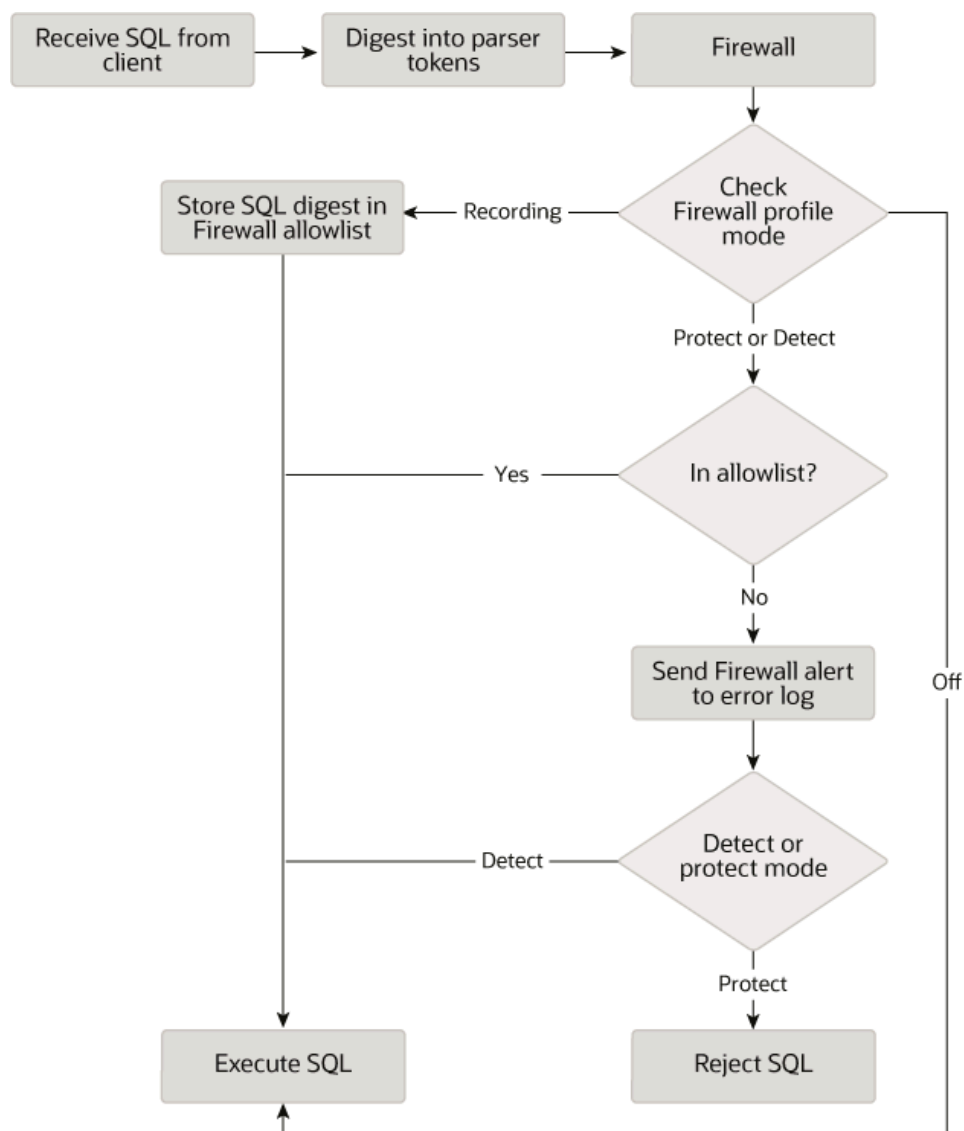 Receive SQL from
client
Digest into parser
tokens
Firewall
Check
Firewall profile
mode
Recording
Store SQL digest in
Firewall allowlist
Protect or Detect
In allowlist?
Yes
No
Send Firewall alert
to error log
Off
Detect or
protect mode
Detect
Protect
Execute SQL
Reject SQL